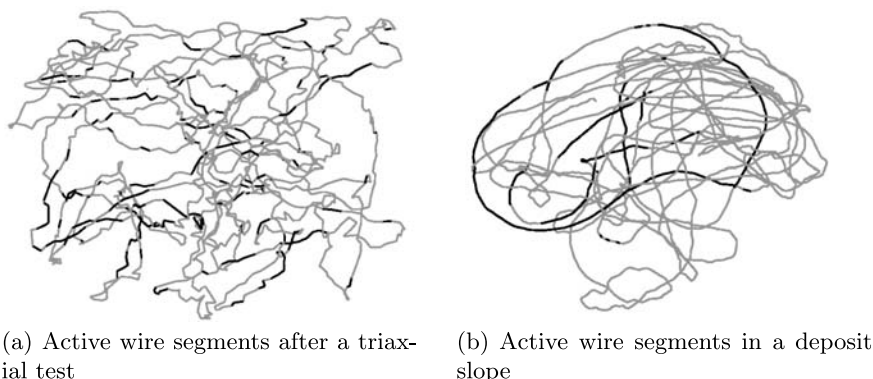 (a) Active wire segments after a triax-
ial test
(b) Active wire segments in a deposit
slope